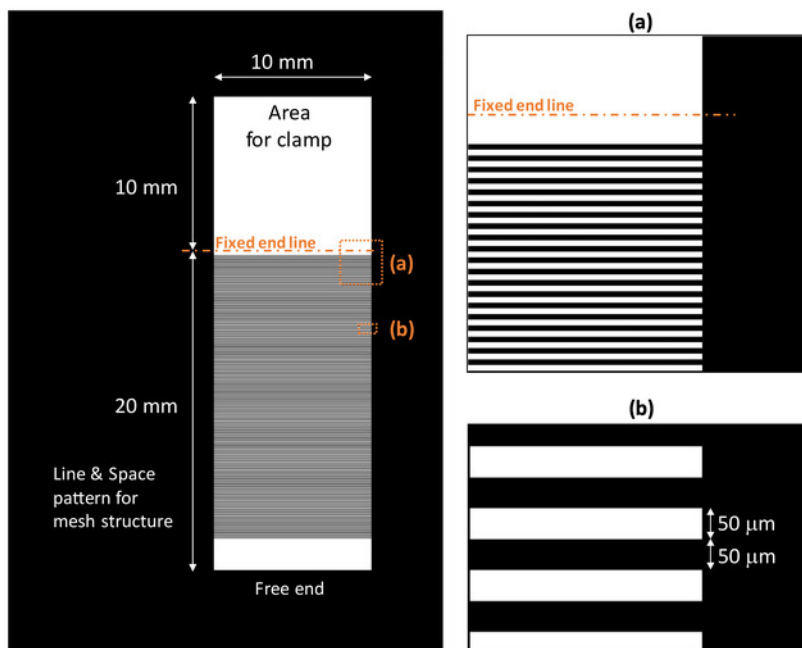 10 mm
Area
for clamp
10 mm
Fixed end line
(a)
(b)
20 mm
Line & Space
pattern for
mesh structure
Free end
(a)
Fixed end line
(b)
50 μm
50 μm